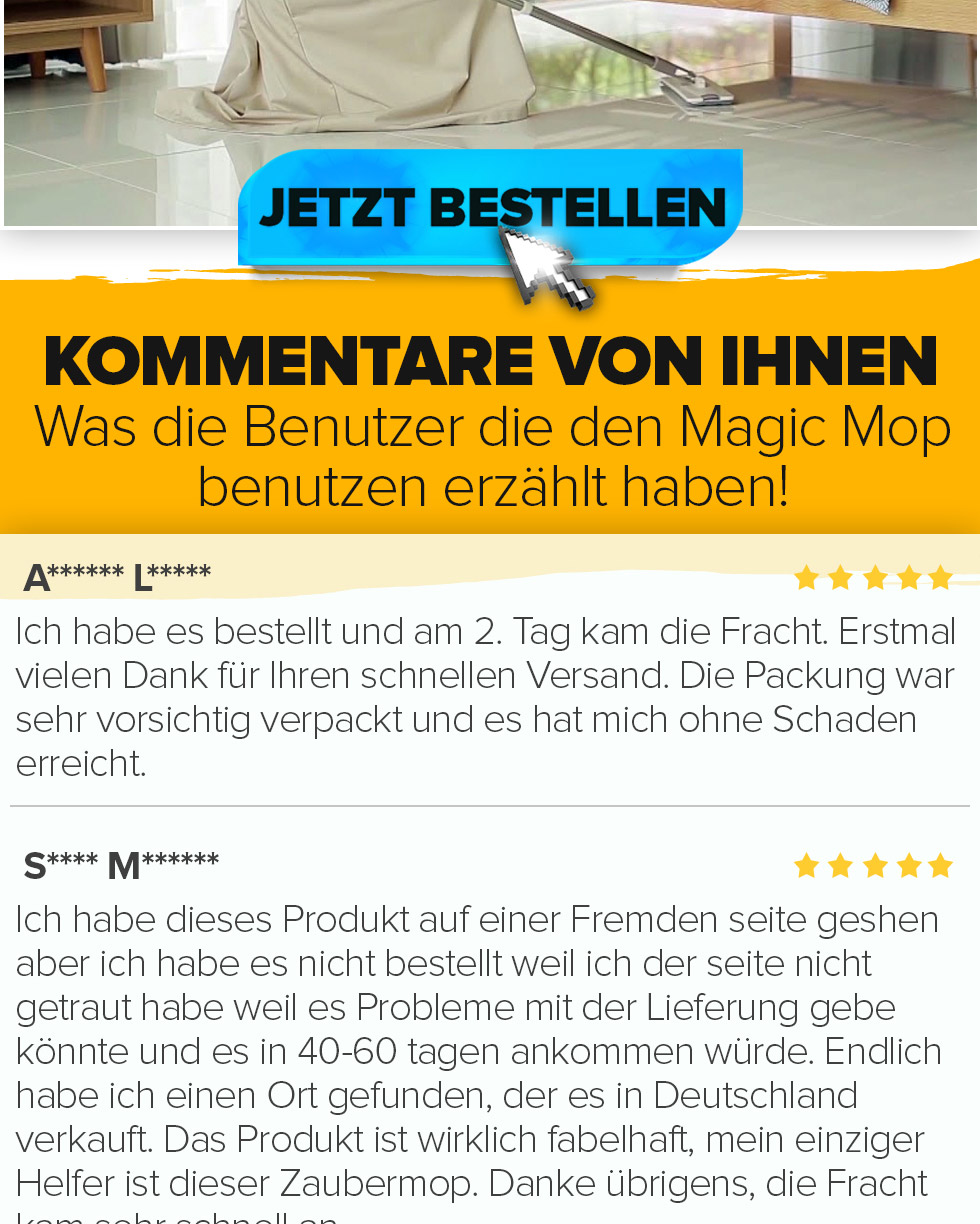 JETZT BESTELLEN
KOMMENTARE VON IHNEN
Was die Benutzer die den Magic Mop
benutzen erzählt haben!
A****** L*****
Ich habe es bestellt und am 2. Tag kam die Fracht. Erstmal
vielen Dank für Ihren schnellen Versand. Die Packung war
sehr vorsichtig verpackt und es hat mich ohne Schaden
erreicht.
S**** M******
Ich habe dieses Produkt auf einer Fremden seite geshen
aber ich habe es nicht bestellt weil ich der seite nicht
getraut habe weil es Probleme mit der Lieferung gebe
könnte und es in 40-60 tagen ankommen würde. Endlich
habe ich einen Ort gefunden, der es in Deutschland
verkauft. Das Produkt ist wirklich fabelhaft, mein einziger
Helfer ist dieser Zaubermop. Danke übrigens, die Fracht
kam sehr schnell an